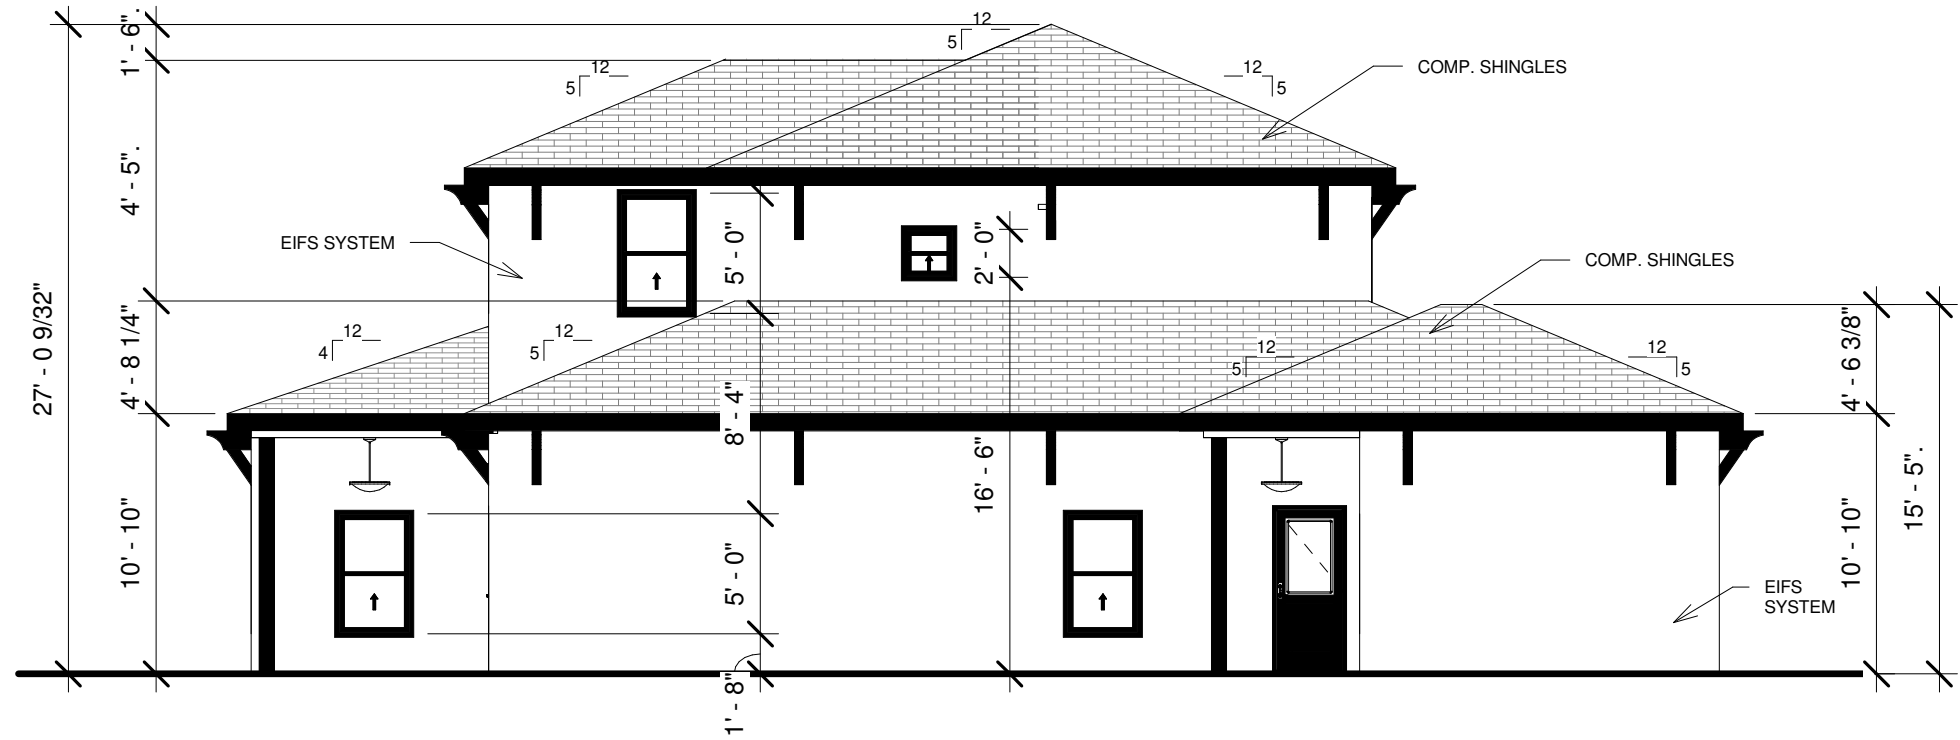 1' - 6".
12
5
12
5
12
5
COMP. SHINGLES
4' - 5".
EIFS SYSTEM
5' - 0"
2' - 0"
COMP. SHINGLES
27' - 0 9/32"
4' - 8 1/4"
12
4
12
5
12
5
12
5
4' - 6 3/8"
8' - 4"
16' - 6"
15' - 5".
10' - 10"
5' - 0"
10' - 10"
EIFS
SYSTEM
1' - 8"